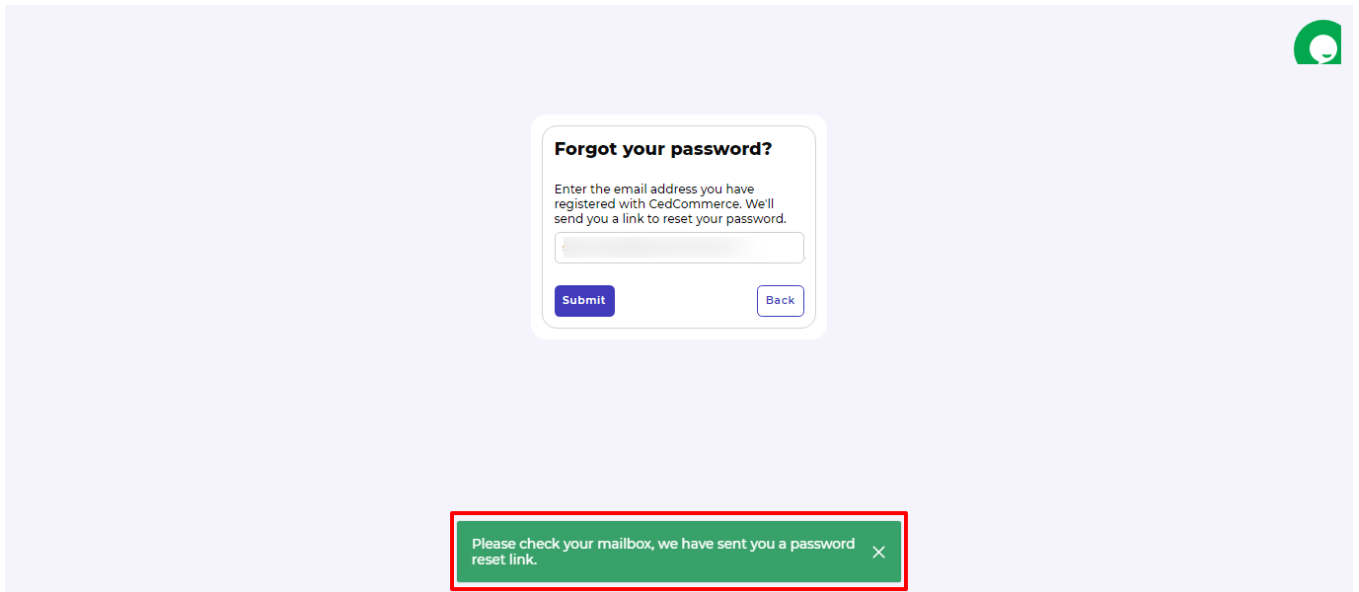 Forgot your password?
Enter the email address you have
registered with CedCommerce. We'll
send you a link to reset your password.
Submit
Back
Please check your mailbox, we have sent you a password
reset link.